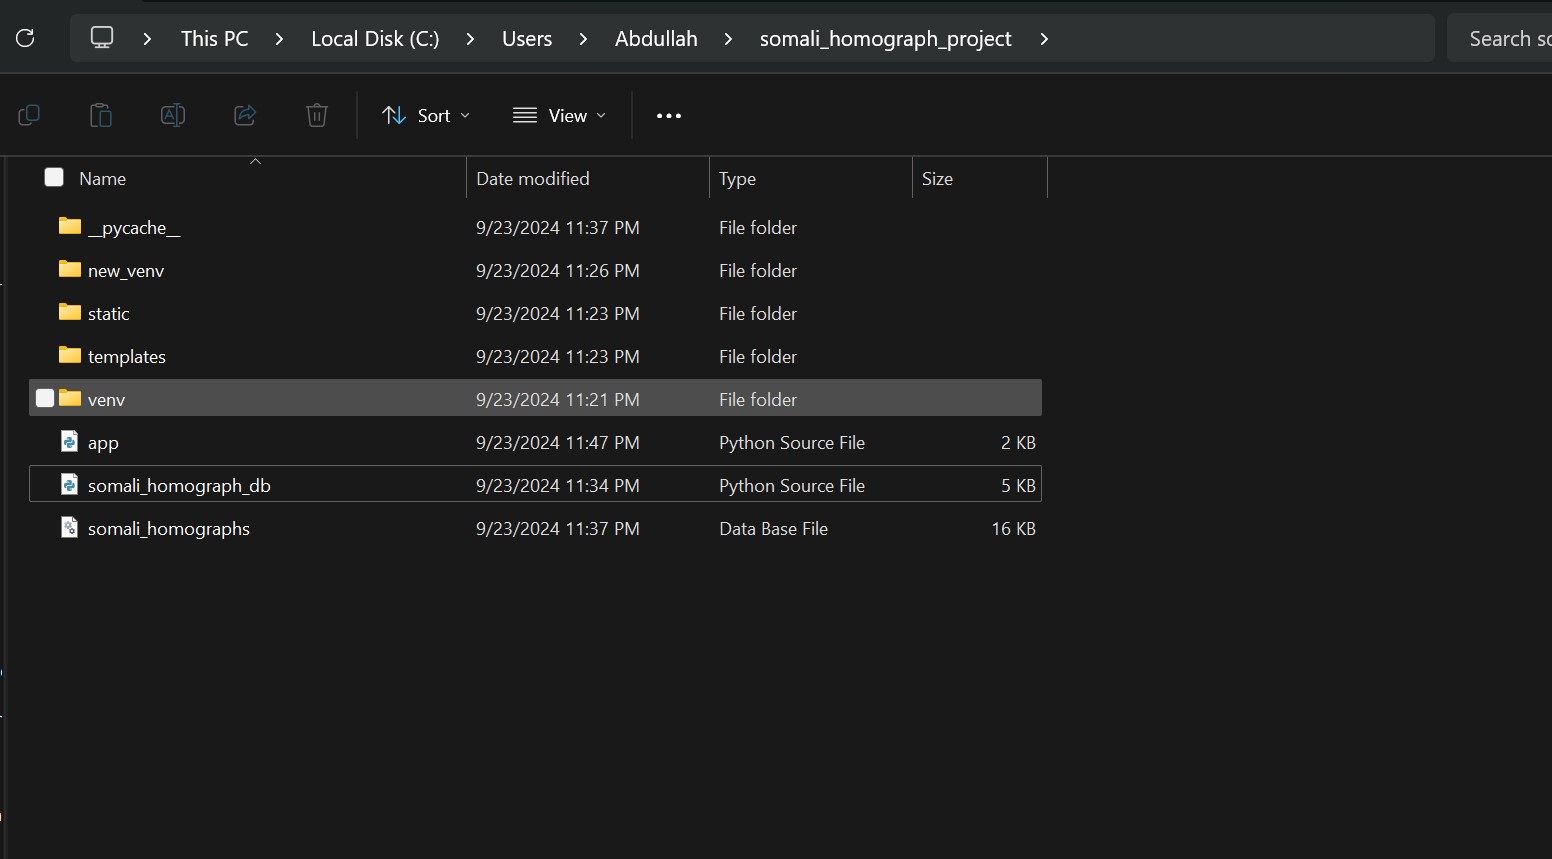 This PC > Local Disk (C:) > Users > Abdullah > somali_homograph_project >
Search so
Sort
View
Name Date modified Type Size
__pycache__ 9/23/2024 11:37 PM File folder
new_venv 9/23/2024 11:26 PM File folder
static 9/23/2024 11:23 PM File folder
templates 9/23/2024 11:23 PM File folder
venv 9/23/2024 11:21 PM File folder
app 9/23/2024 11:47 PM Python Source File 2 KB
somali_homograph_db 9/23/2024 11:34 PM Python Source File 5 KB
somali_homographs 9/23/2024 11:37 PM Data Base File 16 KB